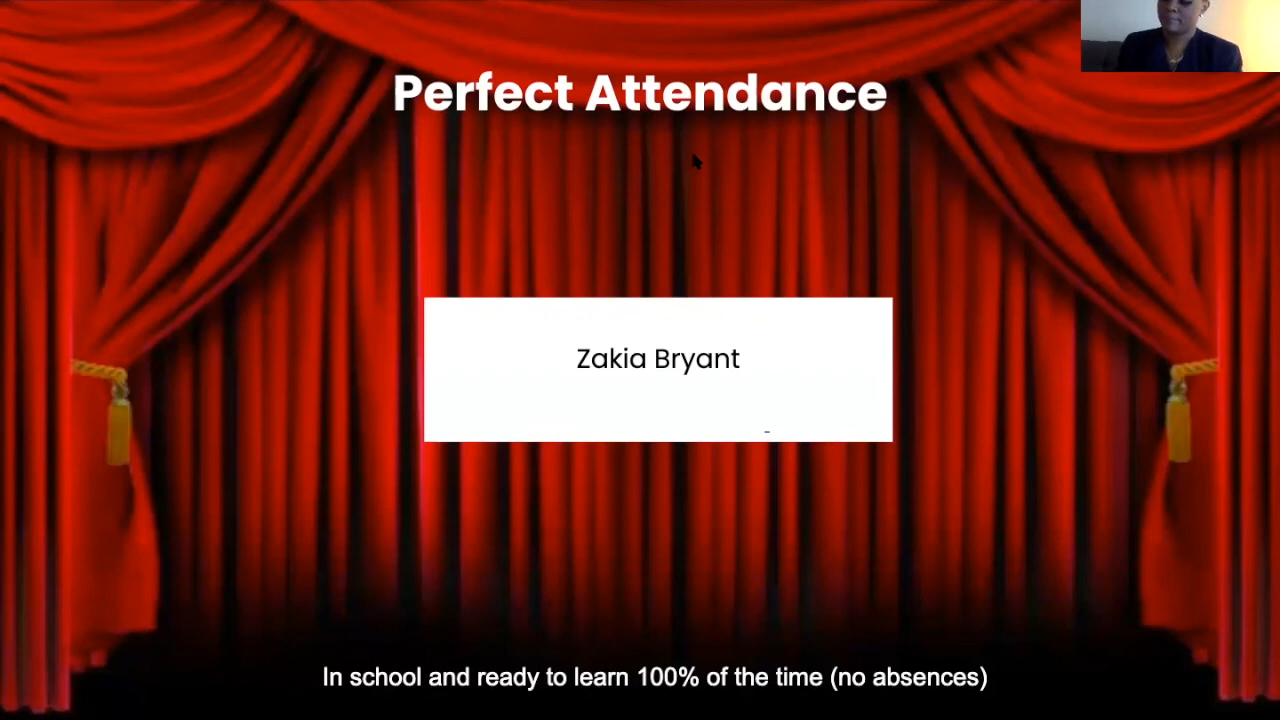 Perfect Attendance
Zakia Bryant
In school and ready to learn 100% of the time (no absences)